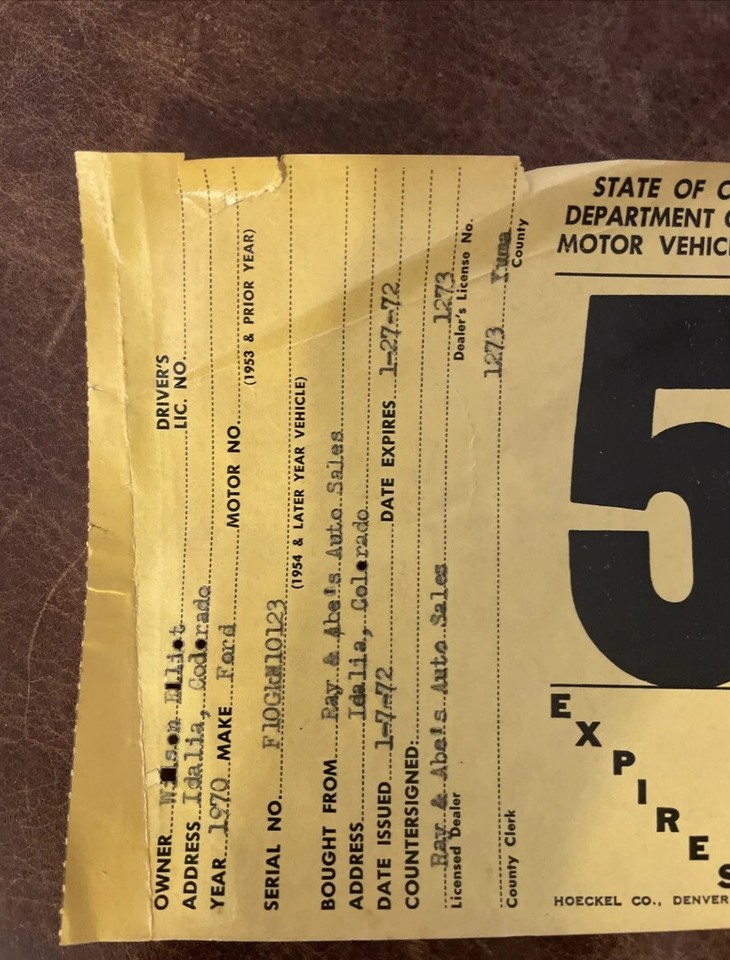 OWNER Wilson Elliot DRIVER'S LIC. NO.
ADDRESS Idalia, Codorado
YEAR 1970 MAKE Ford MOTOR NO.
(1953 & PRIOR YEAR)
SERIAL NO.
(1954 & LATER YEAR VEHICLE)
BOUGHT FROM Ray & Abe's Auto Sales
ADDRESS Idalia, Colorado
DATE ISSUED 1-7-72 DATE EXPIRES 1-27-72
COUNTERSIGNED:
Ray & Abe's Auto Sales 1273
Licensed Dealer Dealer's License No.
1273 Yuma
County Clerk County
STATE OF C
DEPARTMENT
MOTOR VEHIC
5
EXPIRES
HOECKEL CO., DENVER